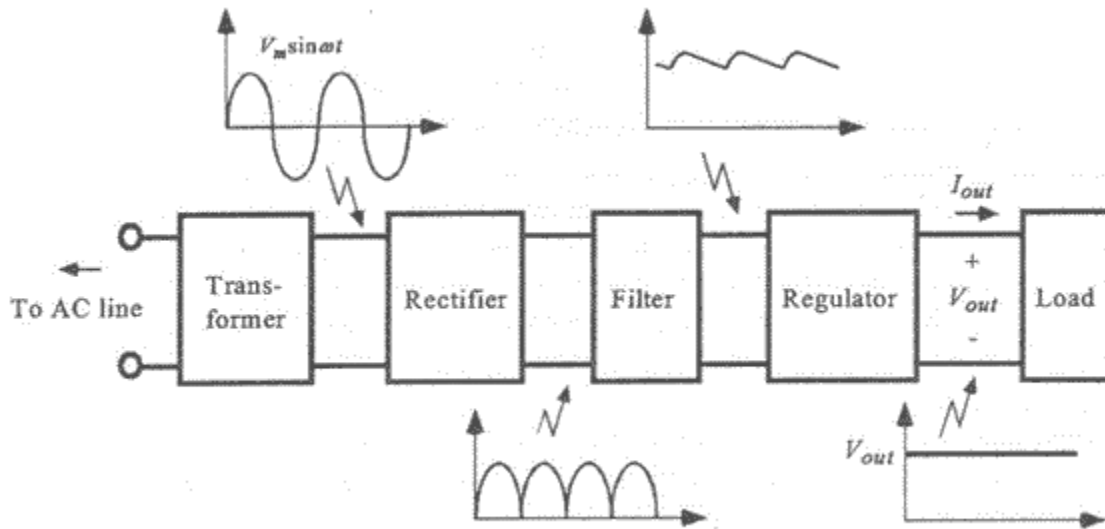 V_m sin ωt
I_out
To AC line
Trans-
former
Rectifier
Filter
Regulator
+
V_out
-
Load
V_out